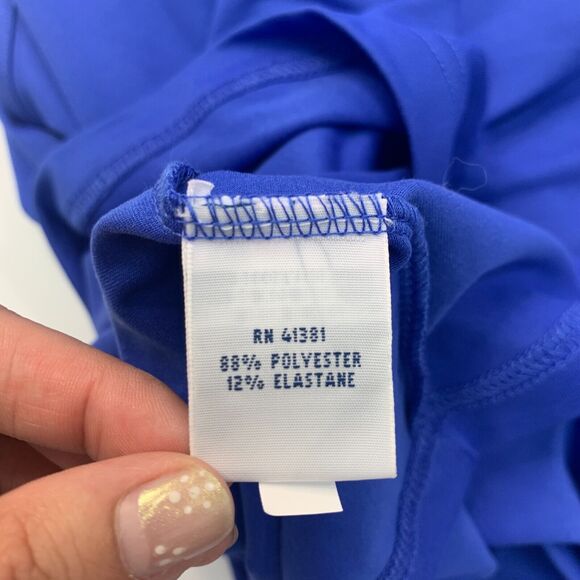 RN 41381
88% POLYESTER
12% ELASTANE